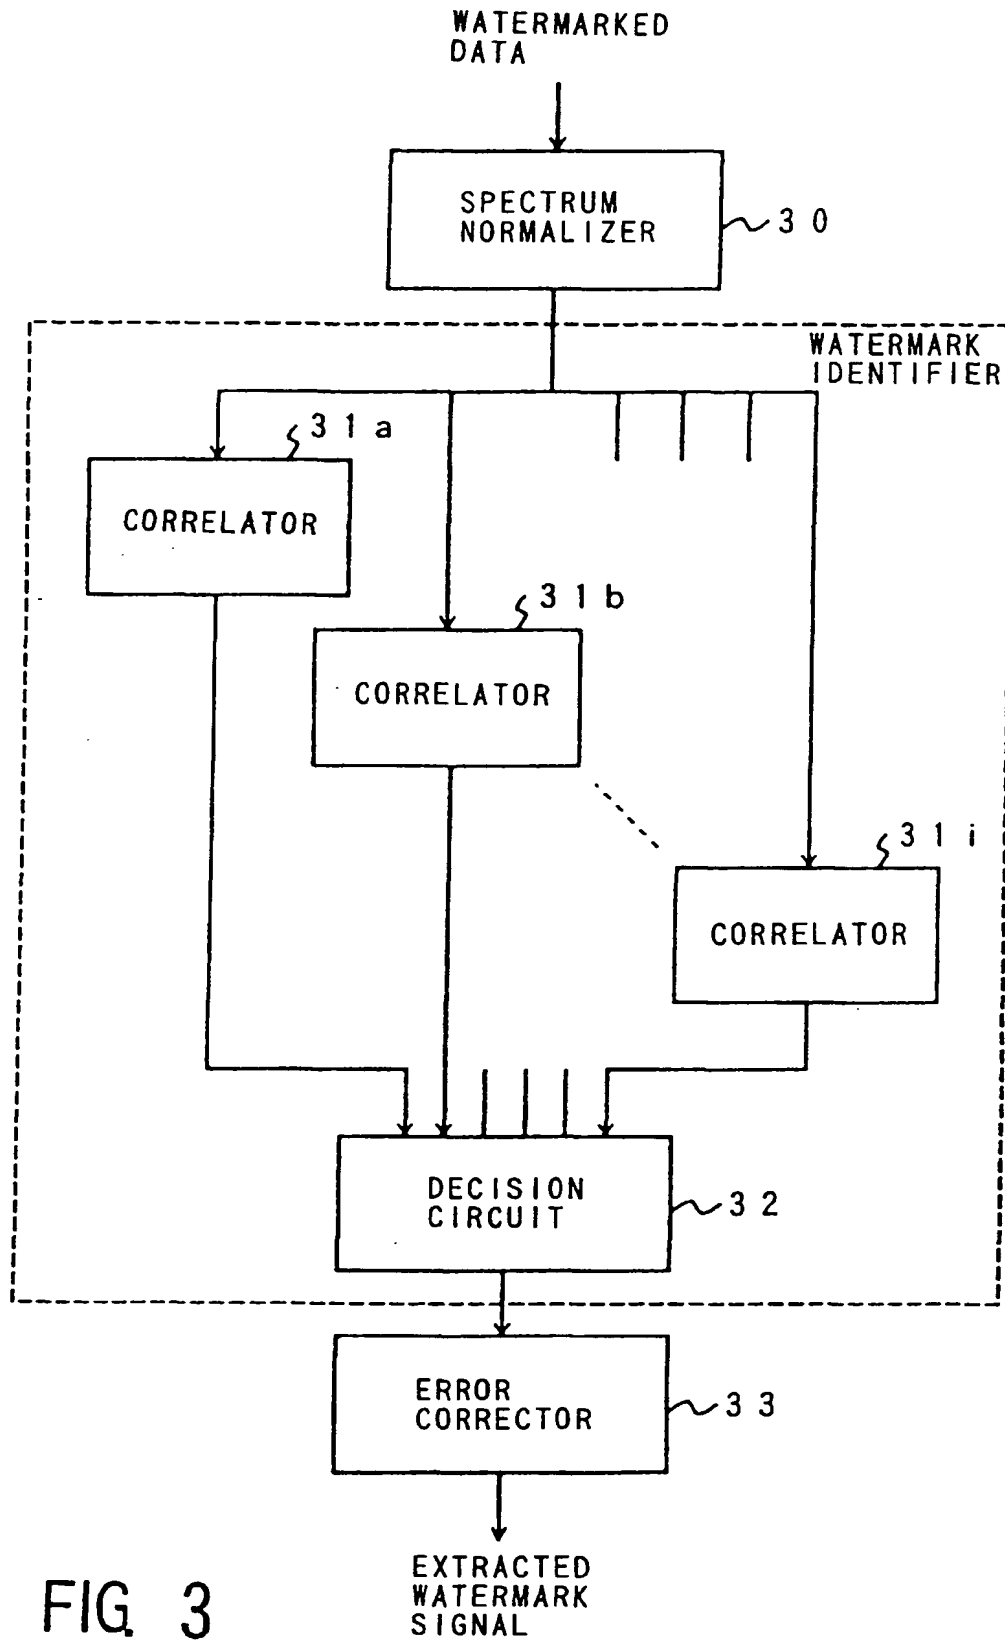 WATERMARKED
DATA
SPECTRUM
NORMALIZER
30
WATERMARK
IDENTIFIER
31a
CORRELATOR
31b
CORRELATOR
31i
CORRELATOR
DECISION
CIRCUIT
32
ERROR
CORRECTOR
33
EXTRACTED
WATERMARK
SIGNAL
FIG. 3